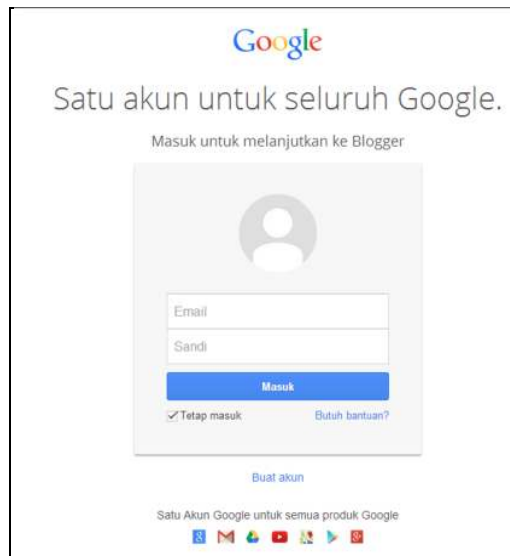 Google
Satu akun untuk seluruh Google.
Masuk untuk melanjutkan ke Blogger
Email
Sandi
Masuk
Tetap masuk Butuh bantuan?
Buat akun
Satu Akun Google untuk semua produk Google